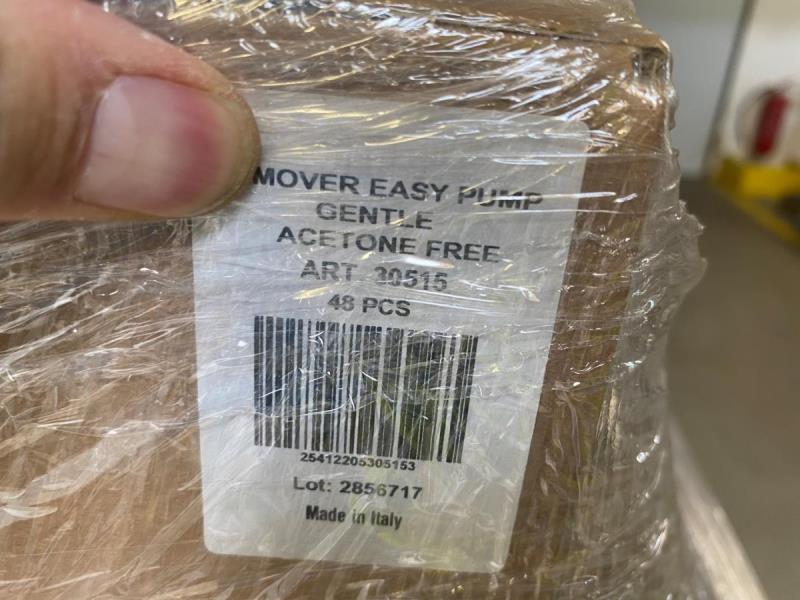 MOVER EASY PUMP
GENTLE
ACETONE FREE
ART 30515
48 PCS
25412205305153
Lot: 2856717
Made in Italy